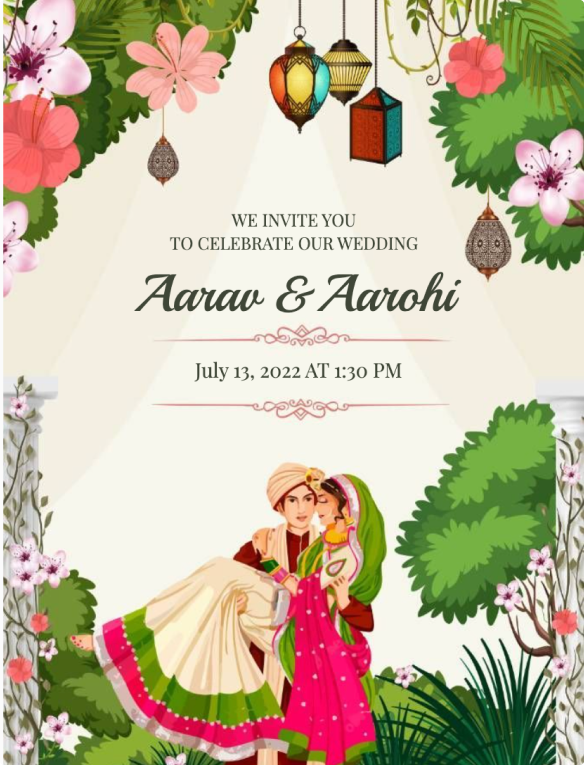 WE INVITE YOU
TO CELEBRATE OUR WEDDING
Aarav & Aarohi
July 13, 2022 AT 1:30 PM